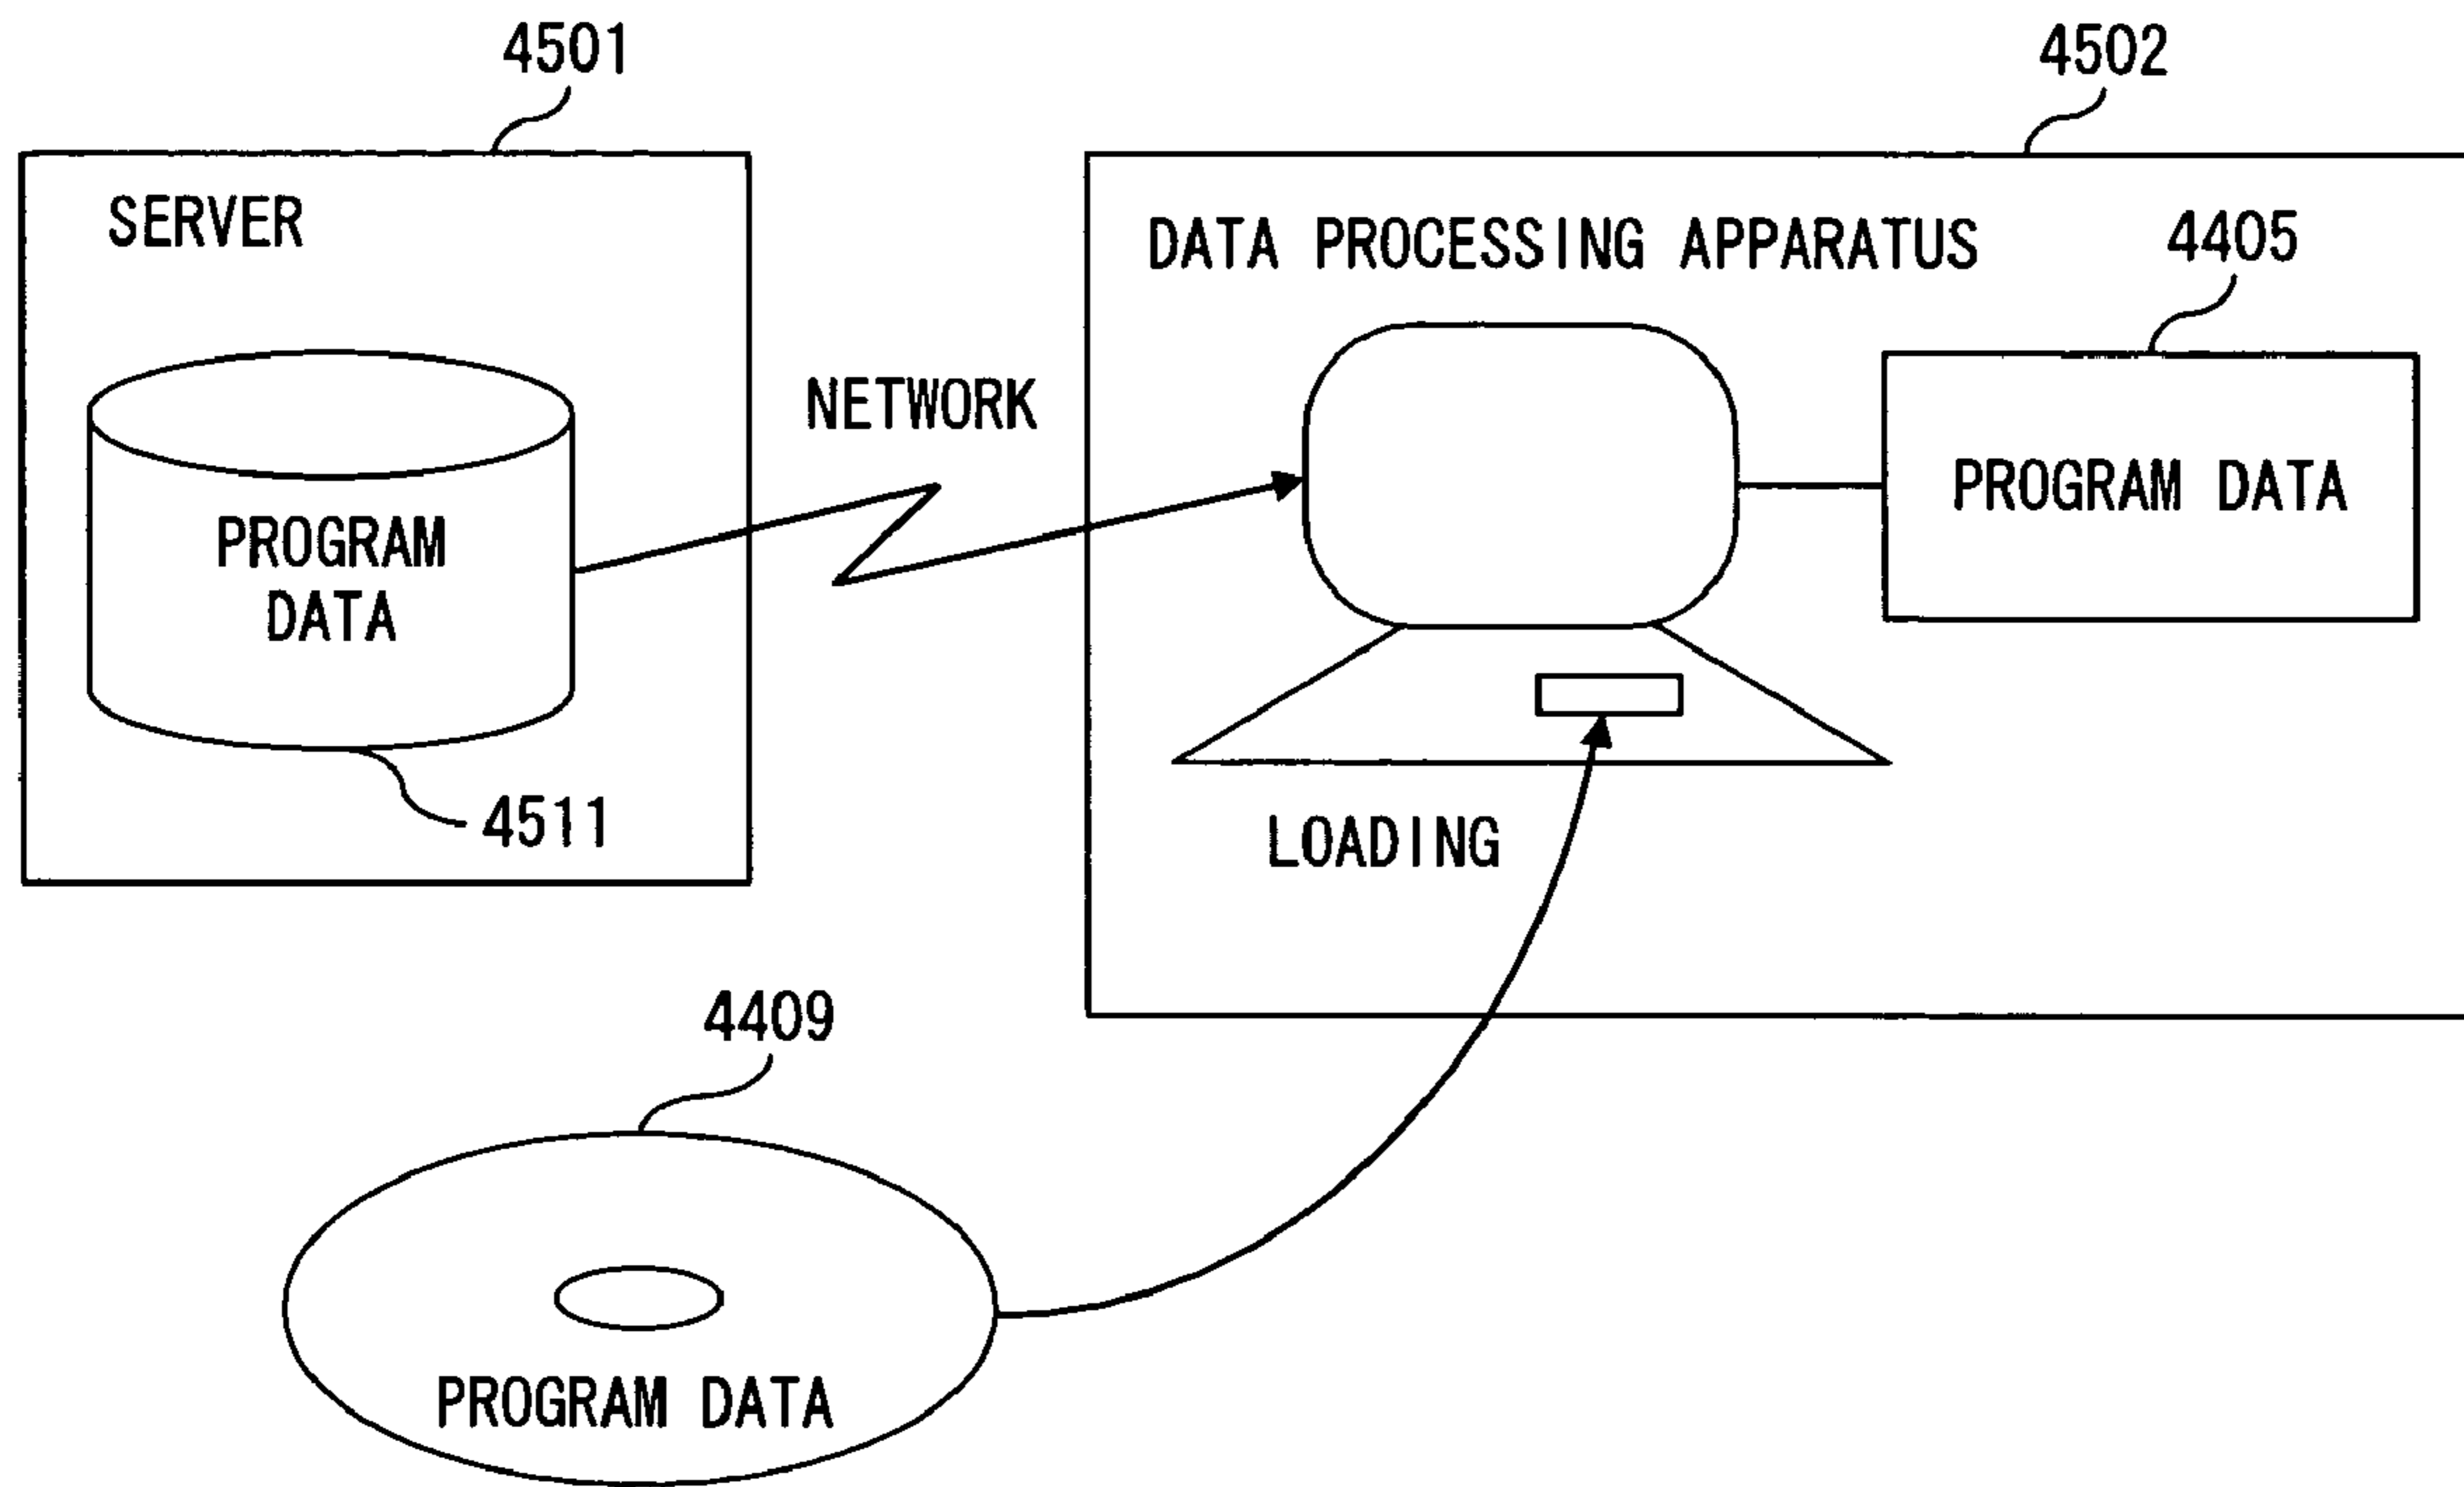 4501
4502
SERVER
DATA PROCESSING APPARATUS
4405
NETWORK
PROGRAM
DATA
PROGRAM DATA
4511
LOADING
4409
PROGRAM DATA